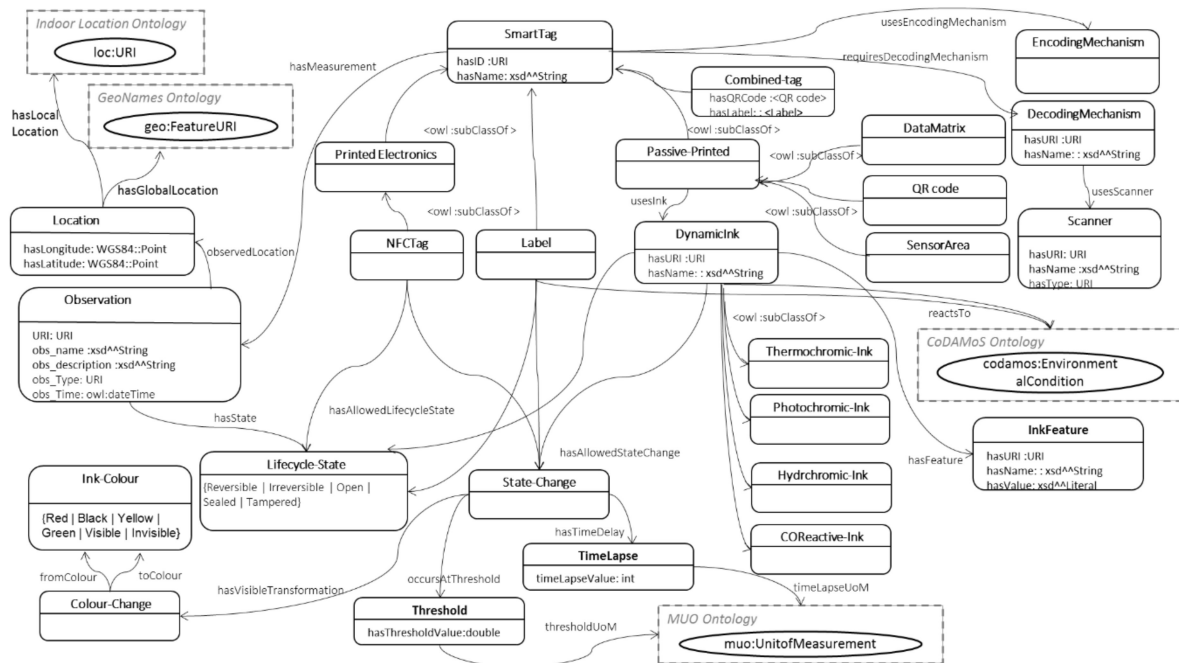 Indoor Location Ontology
loc:URI
GeoNames Ontology
geo:FeatureURI
hasLocal
Location
hasGlobalLocation
Location
hasLongitude: WGS84::Point
hasLatitude: WGS84::Point
observedLocation
Observation
URI: URI
obs_name :xsd^^String
obs_description :xsd^^String
obs_Type: URI
obs_Time: owl:dateTime
hasMeasurement
SmartTag
hasID :URI
hasName: xsd^^String
usesEncodingMechanism
requiresDecodingMechanism
EncodingMechanism
DecodingMechanism
hasURI :URI
hasName: : xsd^^String
usesScanner
Scanner
hasURI: URI
hasName :xsd^^String
hasType: URI
Combined-tag
hasQRCode :<QR code>
hasLabel: : <Label>
<owl :subClassOf >
<owl :subClassOf >
Printed Electronics
Passive-Printed
<owl :subClassOf >
DataMatrix
QR code
<owl :subClassOf >
SensorArea
usesInk
<owl :subClassOf >
NFCTag
Label
DynamicInk
hasURI :URI
hasName: : xsd^^String
reactsTo
CoDAMoS Ontology
codamos:Environment
alCondition
<owl :subClassOf >
Thermochromic-Ink
Photochromic-Ink
Hydrchromic-Ink
COReactive-Ink
hasFeature
InkFeature
hasURI :URI
hasName: : xsd^^String
hasValue: xsd^^Literal
hasState
hasAllowedLifecycleState
Lifecycle-State
{Reversible | Irreversible | Open |
Sealed | Tampered}
hasAllowedStateChange
State-Change
Ink-Colour
{Red | Black | Yellow |
Green | Visible | Invisible}
fromColour
toColour
Colour-Change
hasVisibleTransformation
occursAtThreshold
hasTimeDelay
TimeLapse
timeLapseValue: int
timeLapseUoM
Threshold
hasThresholdValue:double
thresholdUoM
MUO Ontology
muo:UnitofMeasurement